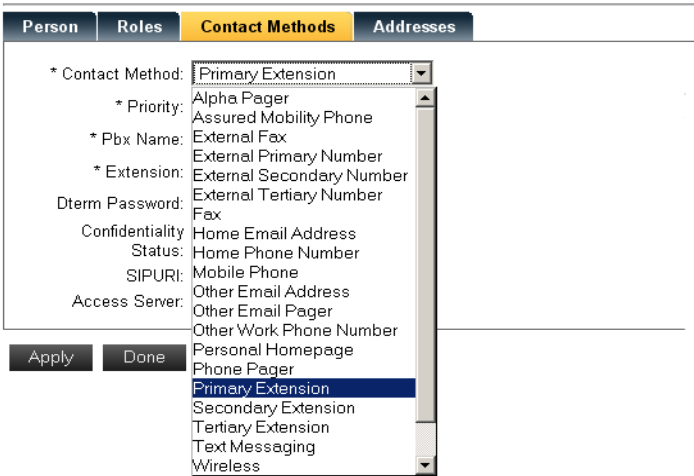 Person Roles Contact Methods Addresses
* Contact Method: Primary Extension
* Priority:
* Pbx Name:
* Extension:
Dterm Password:
Confidentiality
Status:
SIPURI:
Access Server:
Alpha Pager
Assured Mobility Phone
External Fax
External Primary Number
External Secondary Number
External Tertiary Number
Fax
Home Email Address
Home Phone Number
Mobile Phone
Other Email Address
Other Email Pager
Other Work Phone Number
Personal Homepage
Phone Pager
Primary Extension
Secondary Extension
Tertiary Extension
Text Messaging
Wireless
Apply Done